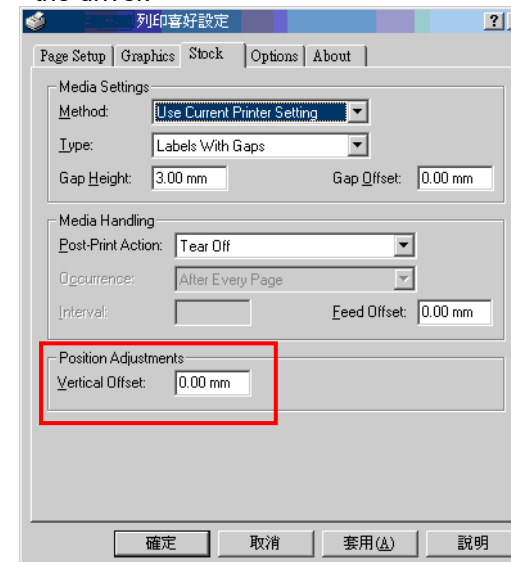 the driver.
列印喜好設定
Page Setup Graphics Stock Options About
Media Settings
Method: Use Current Printer Setting
Type: Labels With Gaps
Gap Height: 3.00 mm Gap Offset: 0.00 mm
Media Handling
Post-Print Action: Tear Off
Occurrence: After Every Page
Interval: Feed Offset: 0.00 mm
Position Adjustments
Vertical Offset: 0.00 mm
確定 取消 套用(A) 說明